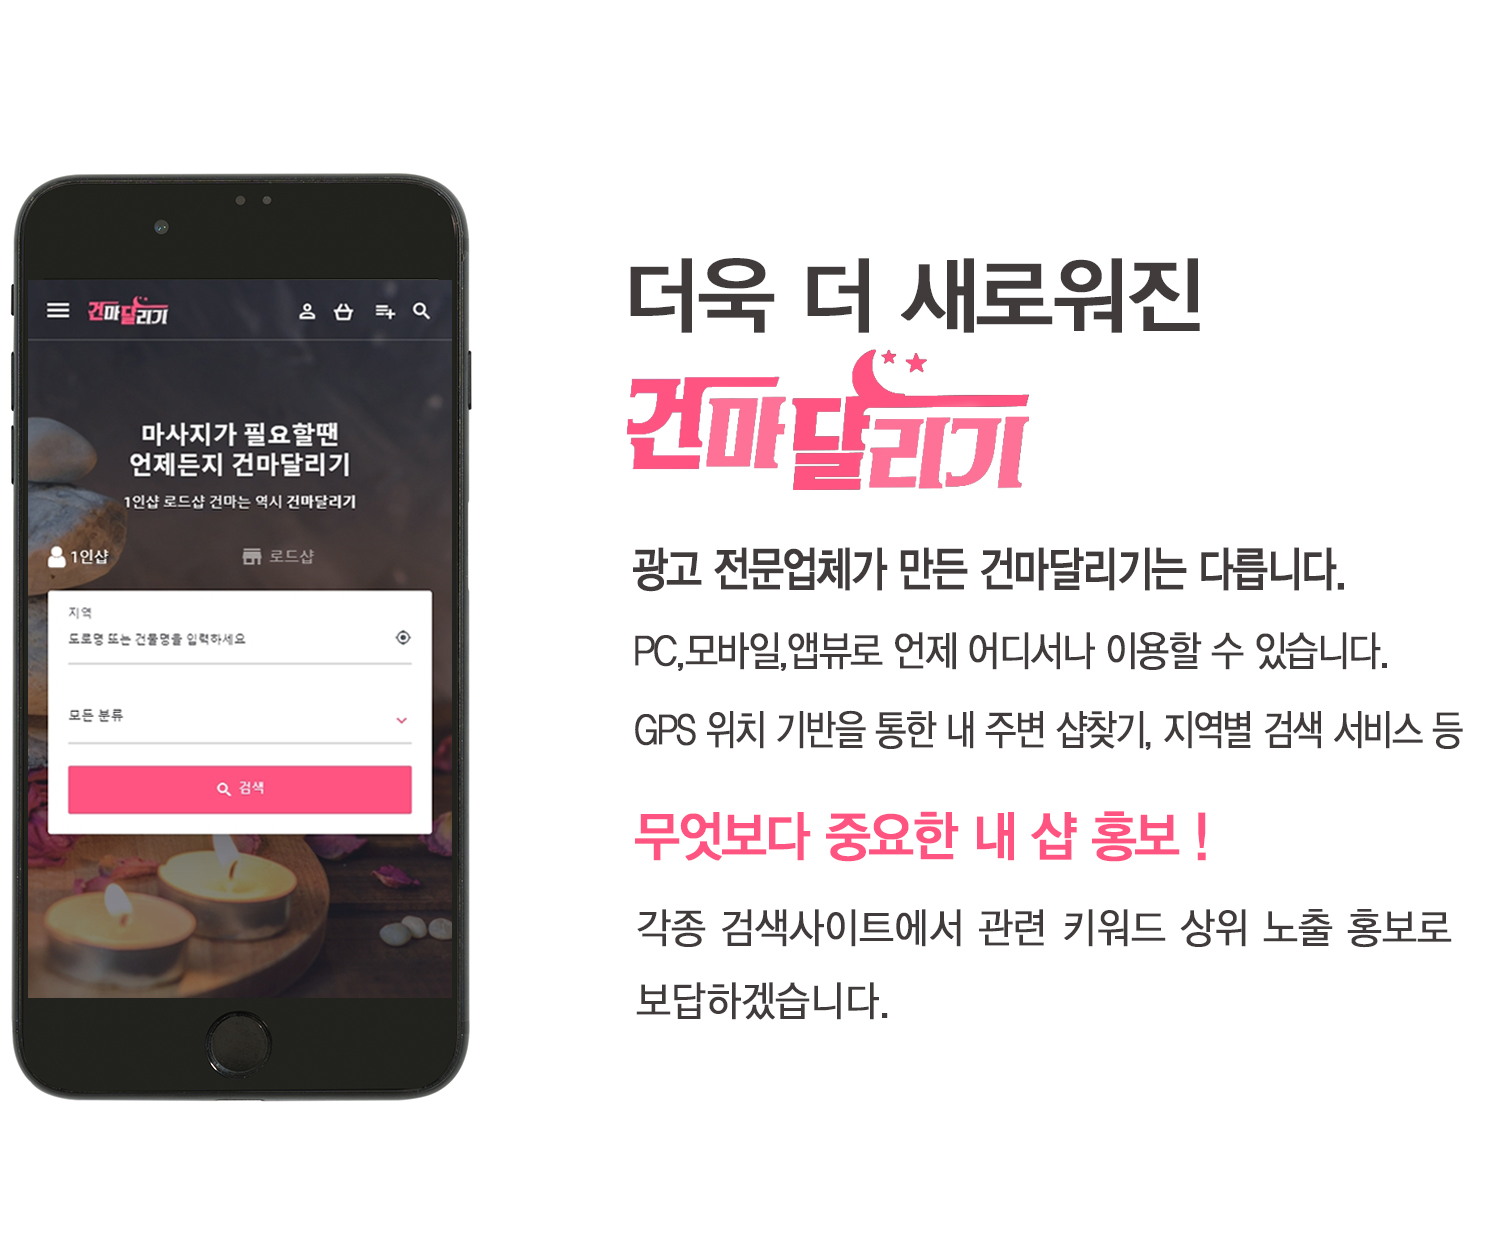 건마달리기
마사지가 필요할땐
언제든지 건마달리기
1인샵 로드샵 건마는 역시 건마달리기
1인샵
로드샵
지역
도로명 또는 건물명을 입력하세요
모든 분류
검색
더욱 더 새로워진
건마달리기
광고 전문업체가 만든 건마달리기는 다릅니다.
PC,모바일,앱뷰로 언제 어디서나 이용할 수 있습니다.
GPS 위치 기반을 통한 내 주변 샵찾기, 지역별 검색 서비스 등
무엇보다 중요한 내 샵 홍보 !
각종 검색사이트에서 관련 키워드 상위 노출 홍보로
보답하겠습니다.